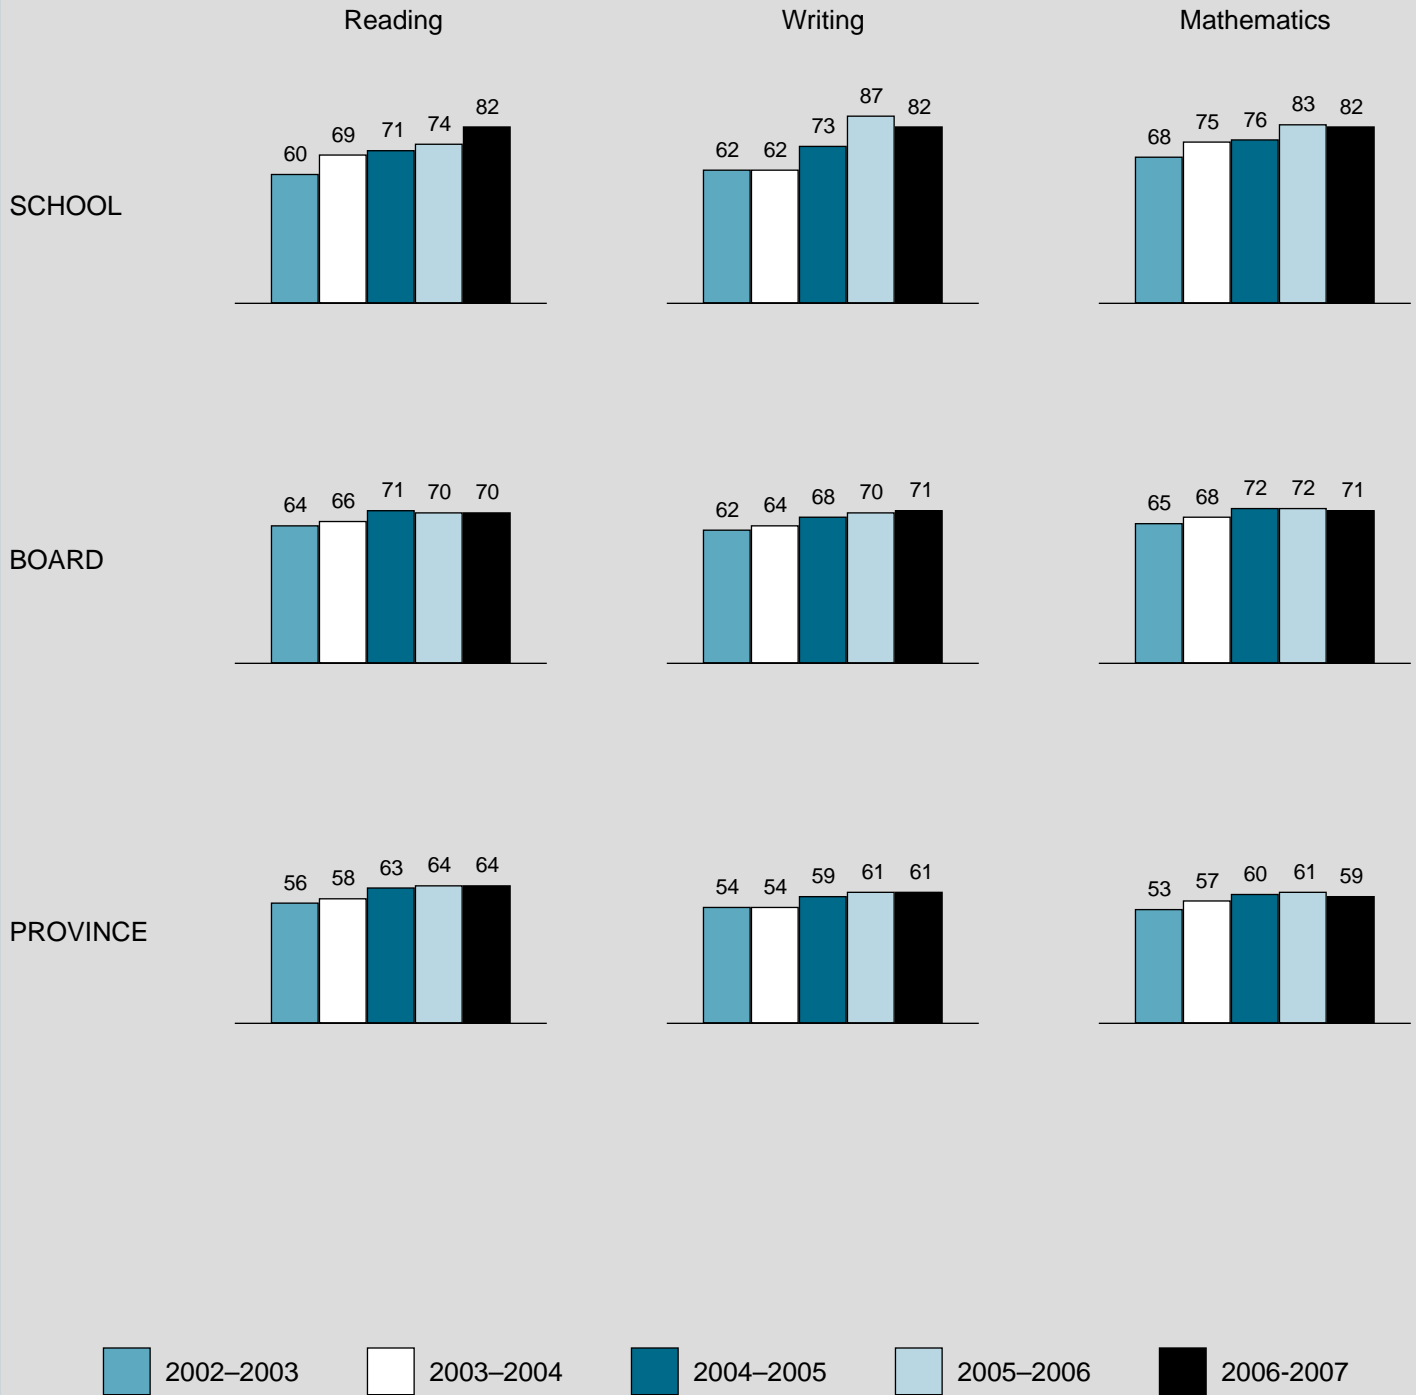 Reading Writing Mathematics
SCHOOL
60 69 71 74 82
62 62 73 87 82
68 75 76 83 82
BOARD
64 66 71 70 70
62 64 68 70 71
65 68 72 72 71
PROVINCE
56 58 63 64 64
54 54 59 61 61
53 57 60 61 59
2002–2003 2003–2004 2004–2005 2005–2006 2006-2007